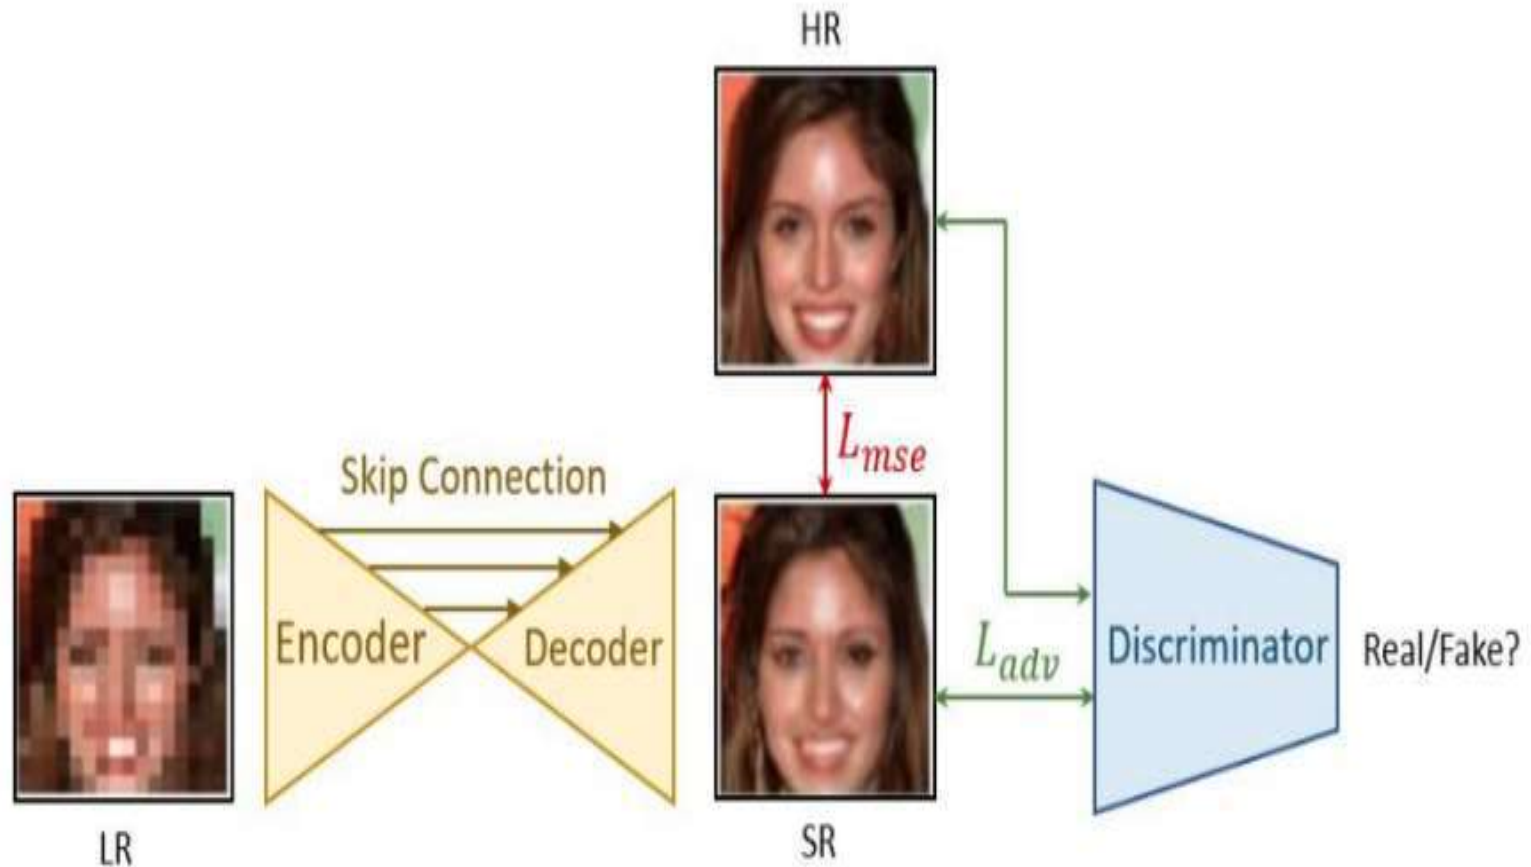 HR
L_mse
Skip Connection
Encoder
Decoder
L_adv
Discriminator
Real/Fake?
LR
SR